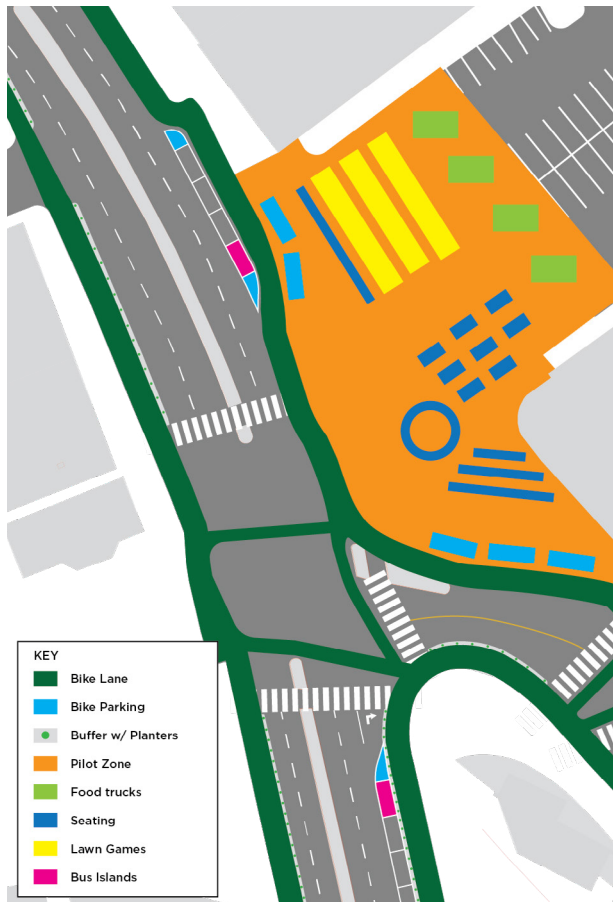 KEY
Bike Lane
Bike Parking
Buffer w/ Planters
Pilot Zone
Food trucks
Seating
Lawn Games
Bus Islands